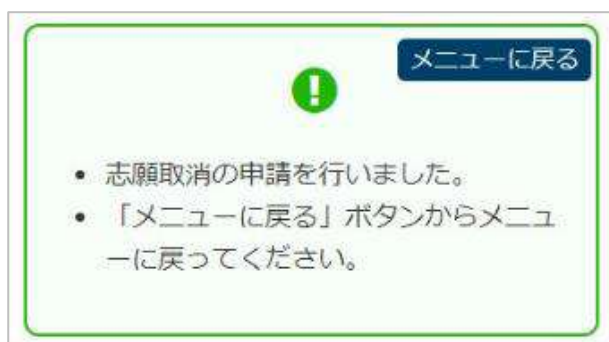 メニューに戻る
• 志願取消の申請を行いました。
• 「メニューに戻る」ボタンからメニュ
ーに戻ってください。